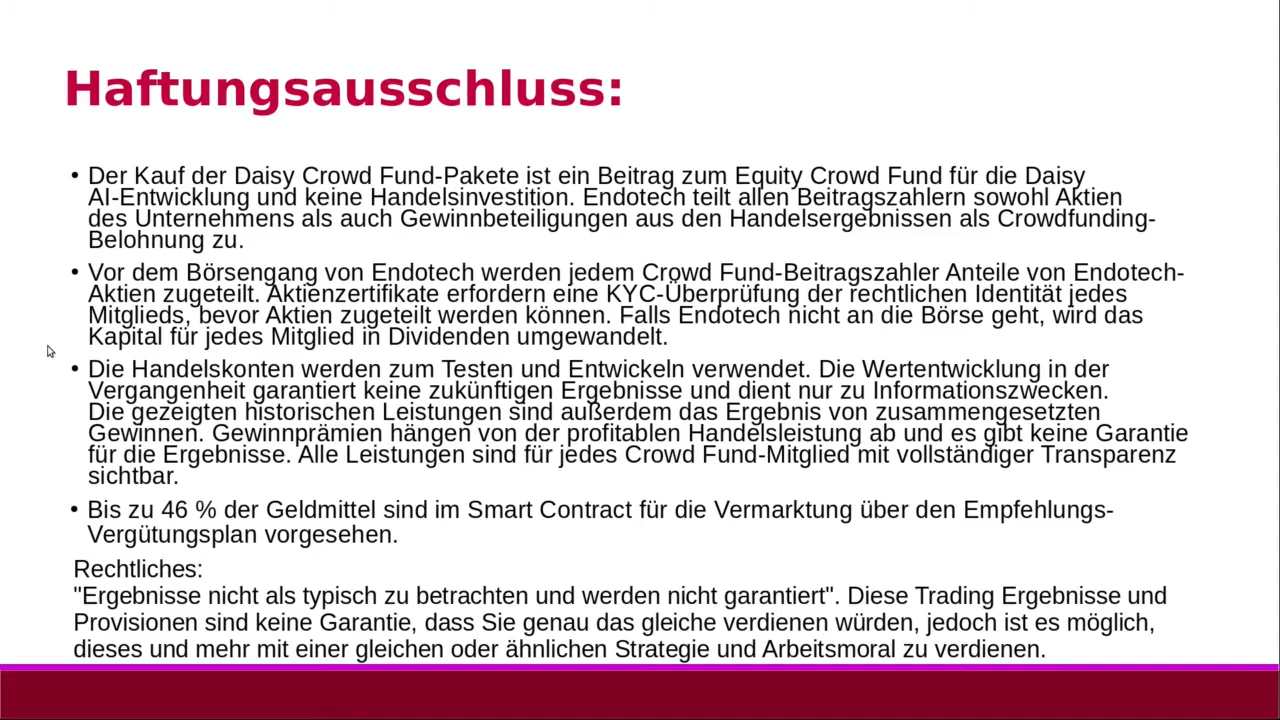 Haftungsausschluss:
• Der Kauf der Daisy Crowd Fund-Pakete ist ein Beitrag zum Equity Crowd Fund für die Daisy
AI-Entwicklung und keine Handelsinvestition. Endotech teilt allen Beitragszahlern sowohl Aktien
des Unternehmens als auch Gewinnbeteiligungen aus den Handelsergebnissen als Crowdfunding-
Belohnung zu.
• Vor dem Börsengang von Endotech werden jedem Crowd Fund-Beitragszahler Anteile von Endotech-
Aktien zugeteilt. Aktienzertifikate erfordern eine KYC-Überprüfung der rechtlichen Identität jedes
Mitglieds, bevor Aktien zugeteilt werden können. Falls Endotech nicht an die Börse geht, wird das
Kapital für jedes Mitglied in Dividenden umgewandelt.
• Die Handelskonten werden zum Testen und Entwickeln verwendet. Die Wertentwicklung in der
Vergangenheit garantiert keine zukünftigen Ergebnisse und dient nur zu Informationszwecken.
Die gezeigten historischen Leistungen sind außerdem das Ergebnis von zusammengesetzten
Gewinnen. Gewinnprämien hängen von der profitablen Handelsleistung ab und es gibt keine Garantie
für die Ergebnisse. Alle Leistungen sind für jedes Crowd Fund-Mitglied mit vollständiger Transparenz
sichtbar.
• Bis zu 46 % der Geldmittel sind im Smart Contract für die Vermarktung über den Empfehlungs-
Vergütungsplan vorgesehen.
Rechtliches:
"Ergebnisse nicht als typisch zu betrachten und werden nicht garantiert". Diese Trading Ergebnisse und
Provisionen sind keine Garantie, dass Sie genau das gleiche verdienen würden, jedoch ist es möglich,
dieses und mehr mit einer gleichen oder ähnlichen Strategie und Arbeitsmoral zu verdienen.